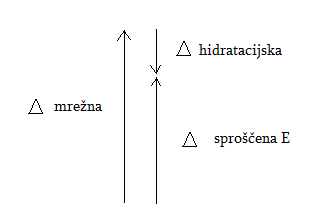 Δ hidratacijska
Δ mrežna
Δ sproščena E